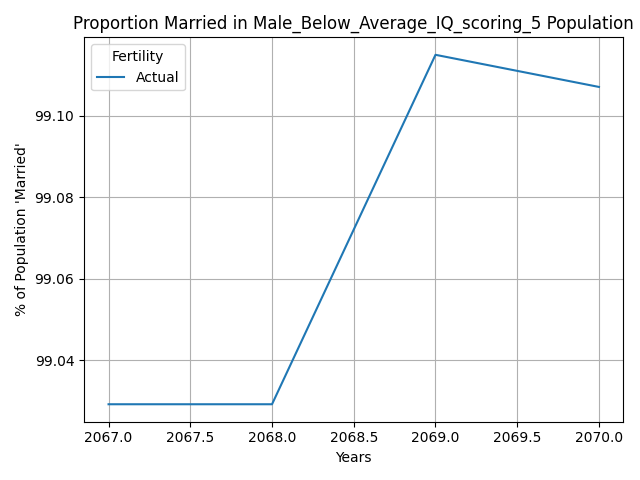 Proportion Married in Male_Below_Average_IQ_scoring_5 Population
Fertility
Actual
% of Population 'Married'
99.10
99.08
99.06
99.04
2067.0 2067.5 2068.0 2068.5 2069.0 2069.5 2070.0
Years